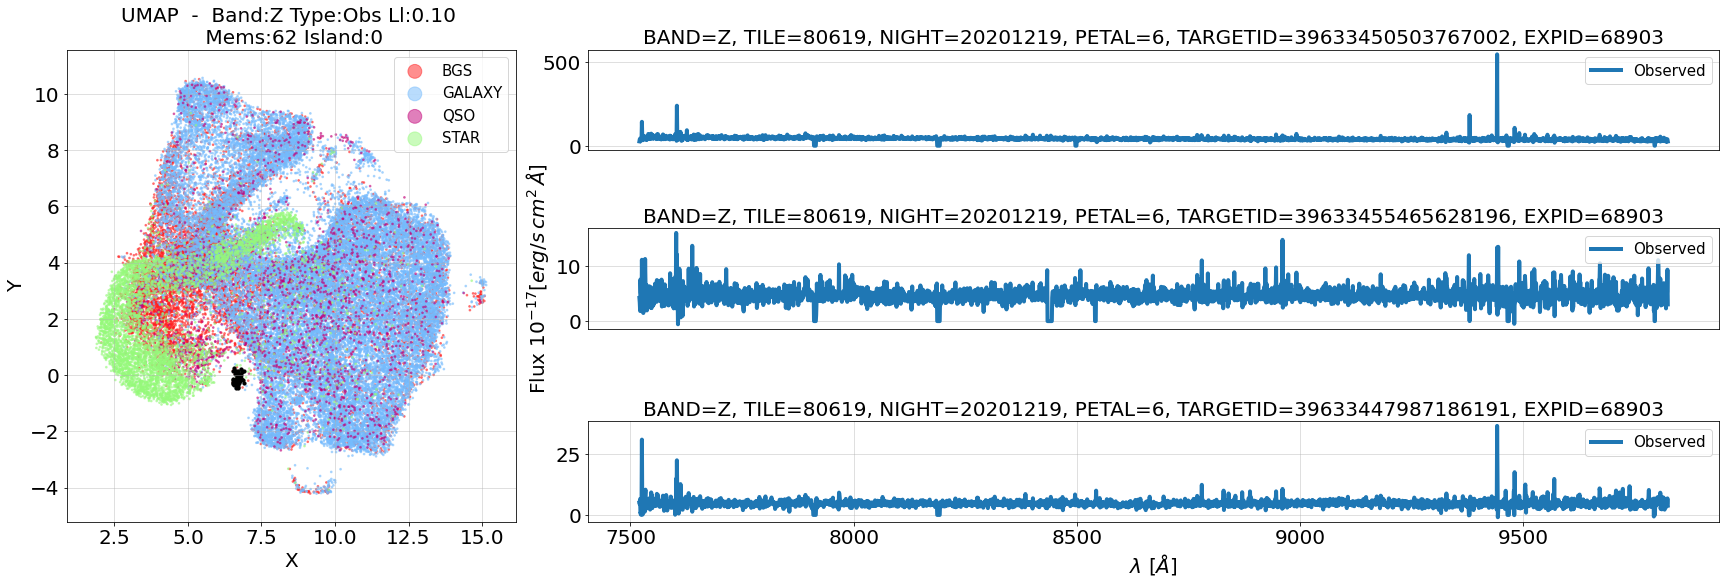 UMAP - Band:Z Type:Obs Ll:0.10
Mems:62 Island:0
BGS
GALAXY
QSO
STAR
10
8
6
4
2
0
−2
−4
Y
2.5 5.0 7.5 10.0 12.5 15.0
X
BAND=Z, TILE=80619, NIGHT=20201219, PETAL=6, TARGETID=39633450503767002, EXPID=68903
500
0
Observed
Flux 10⁻¹⁷[erg/s cm² Å]
BAND=Z, TILE=80619, NIGHT=20201219, PETAL=6, TARGETID=39633455465628196, EXPID=68903
10
0
Observed
BAND=Z, TILE=80619, NIGHT=20201219, PETAL=6, TARGETID=39633447987186191, EXPID=68903
25
0
Observed
7500 8000 8500 9000 9500
λ [Å]